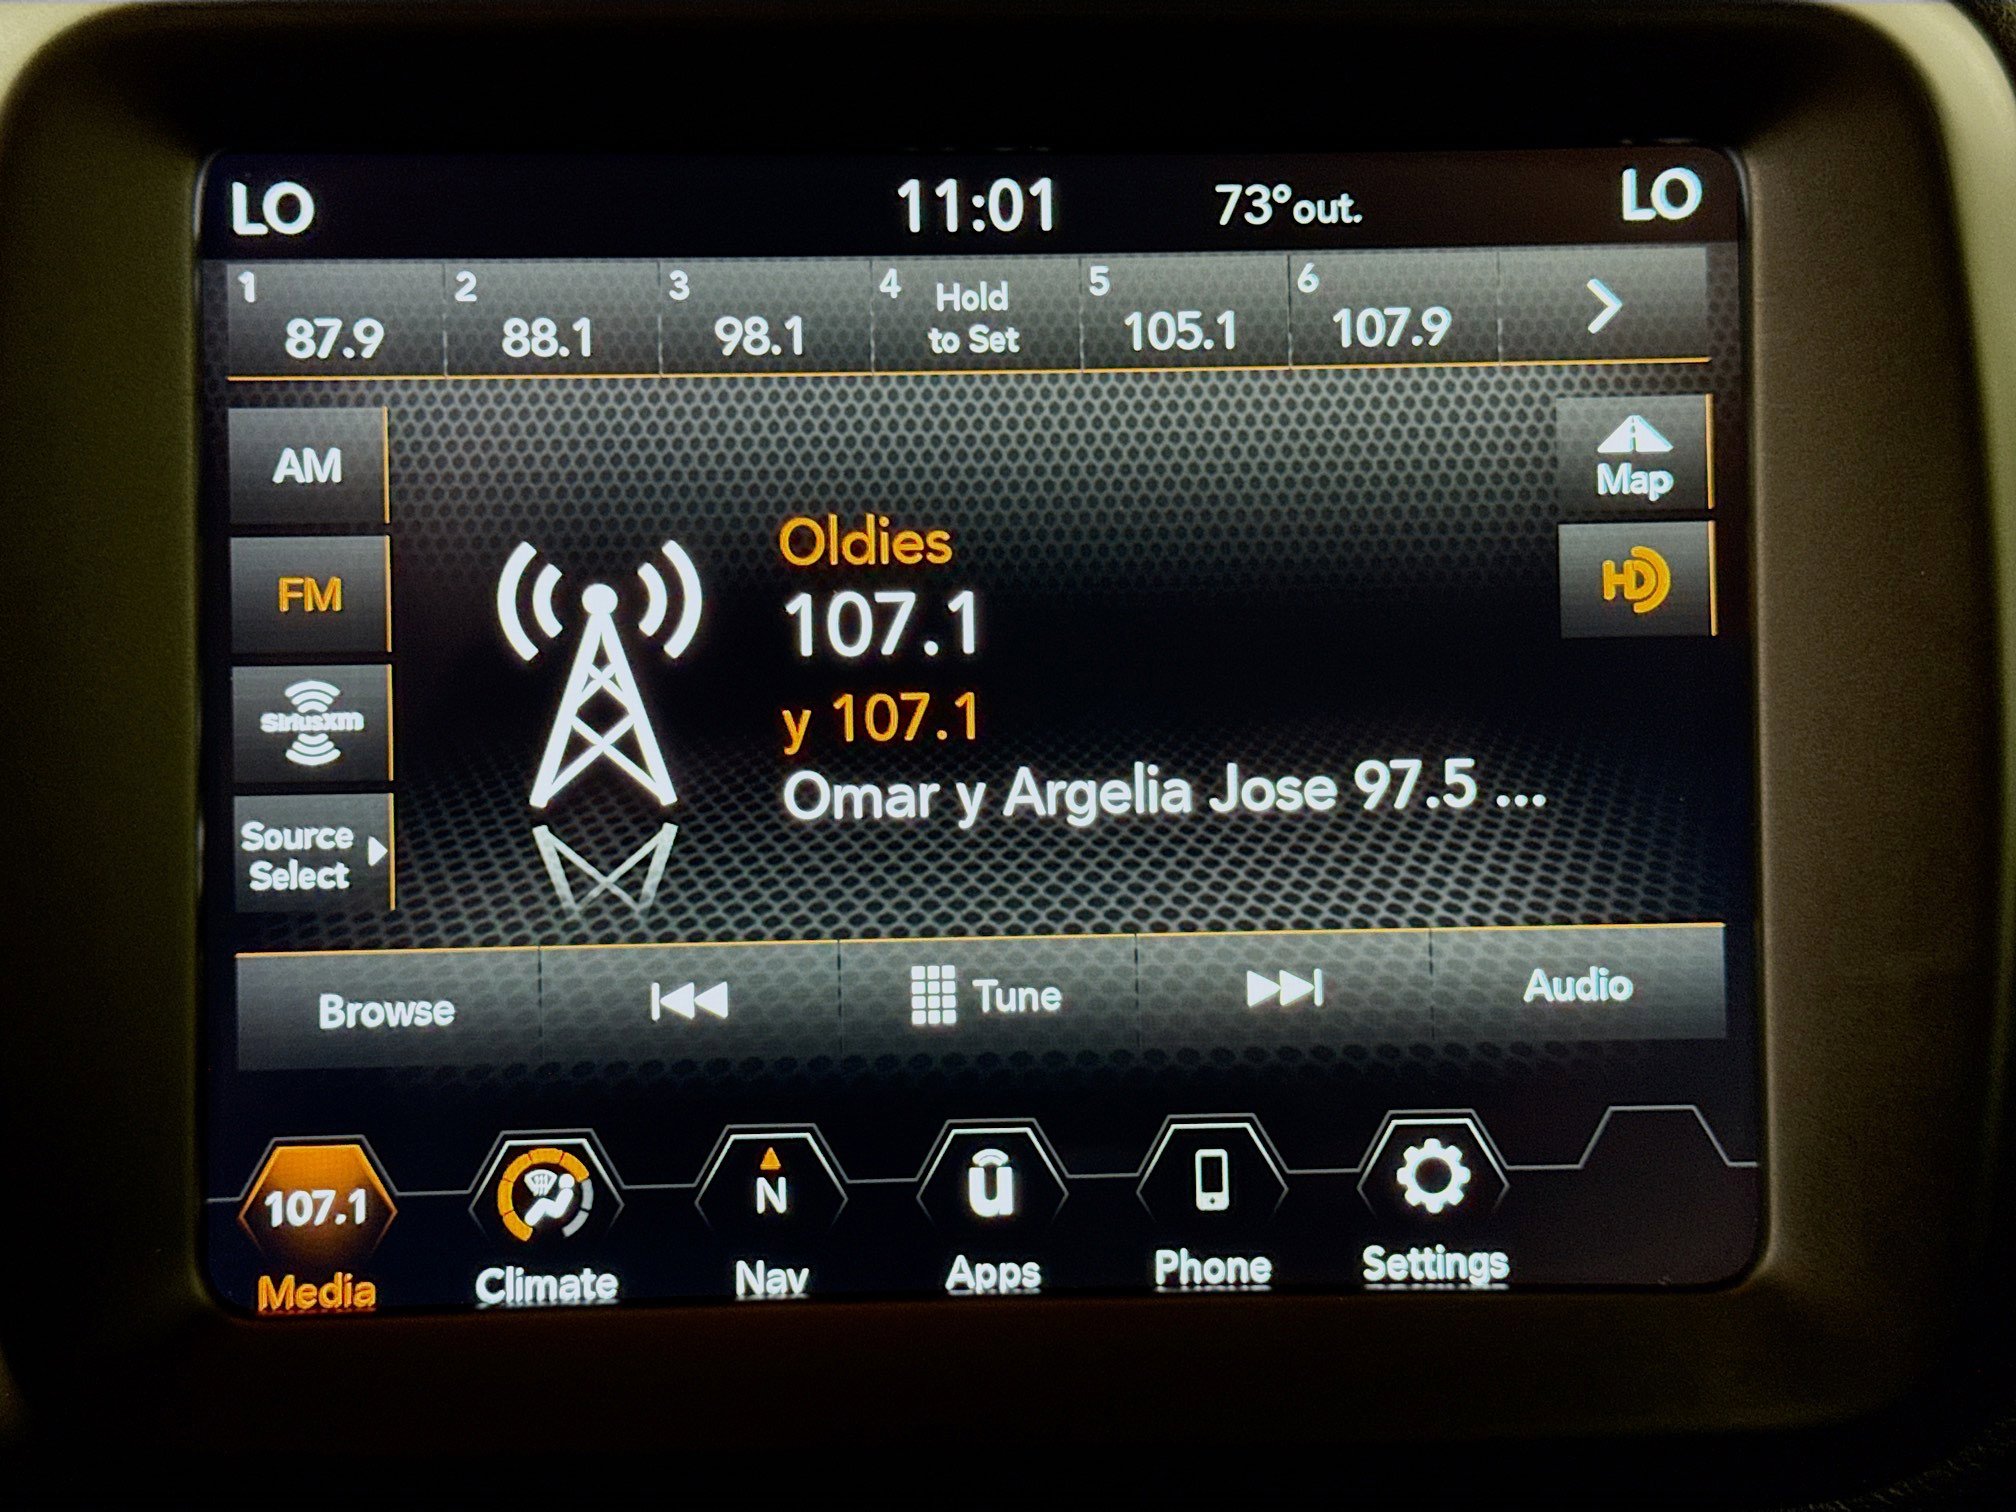 LO 11:01 73°out. LO
1 87.9
2 88.1
3 98.1
4 Hold
to Set
5 105.1
6 107.9
AM
FM
SiriusXm
Source
Select
Oldies
107.1
y 107.1
Omar y Argelia Jose 97.5 ...
Map
HD
Browse
Tune
Audio
107.1
Media
Climate
N
Nav
u
Apps
Phone
Settings